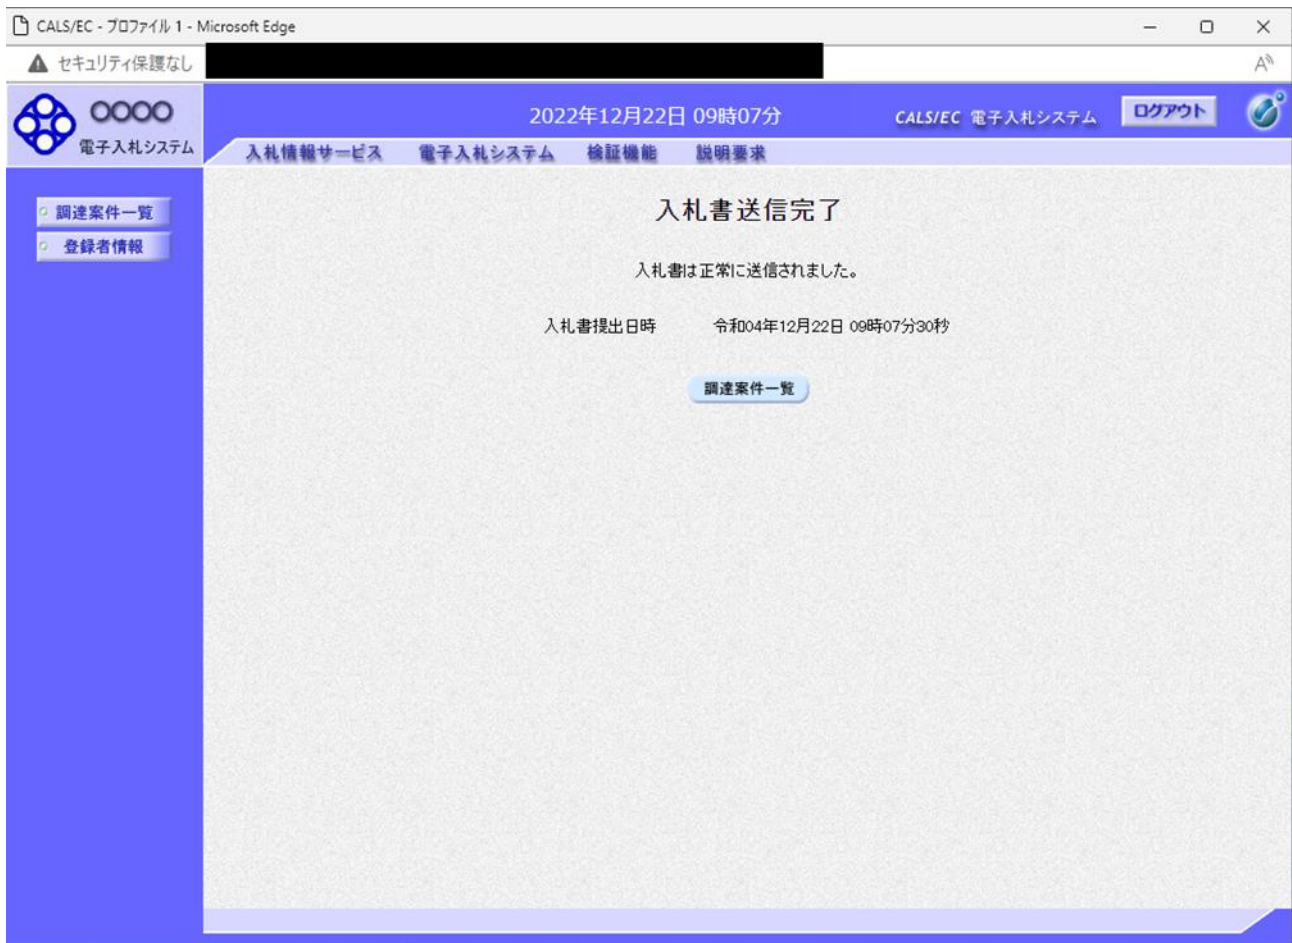 CALS/EC - プロファイル 1 - Microsoft Edge
セキュリティ保護なし
OOOO
電子入札システム
2022年12月22日 09時07分
CALS/EC 電子入札システム
ログアウト
入札情報サービス 電子入札システム 検証機能 説明要求
調達案件一覧
登録者情報
入札書送信完了
入札書は正常に送信されました。
入札書提出日時 令和04年12月22日 09時07分30秒
調達案件一覧